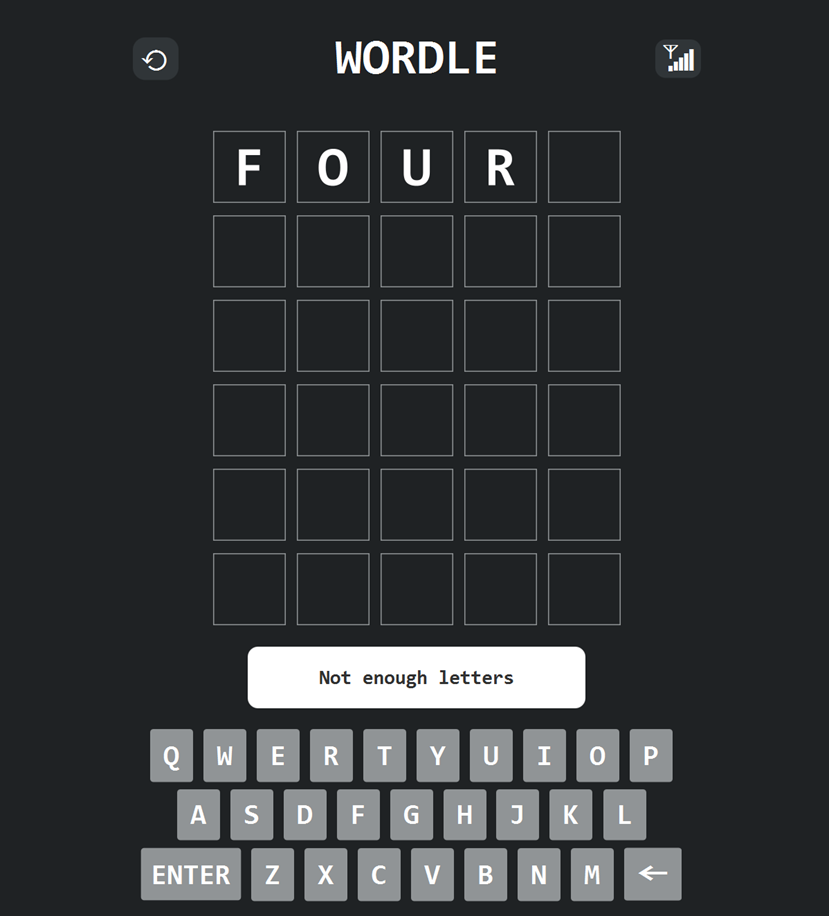 WORDLE
F O U R
Not enough letters
Q W E R T Y U I O P
A S D F G H J K L
ENTER Z X C V B N M ←